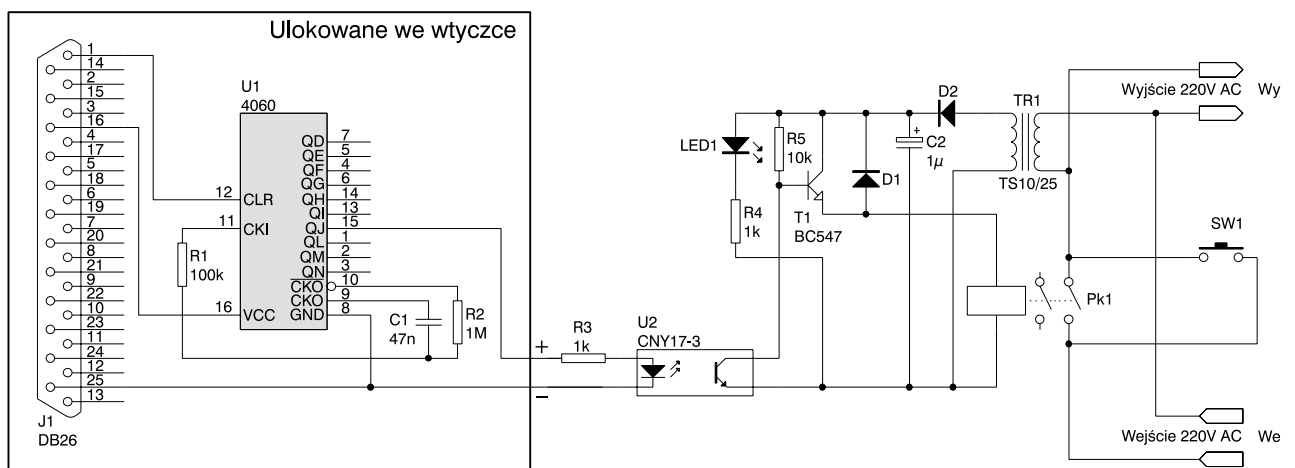 Ulokowane we wtyczce
1
14
2
15
3
16
4
17
5
18
6
19
7
20
8
21
9
22
10
23
11
24
12
25
13
J1
DB26
U1
4060
12 CLR
11 CKI
16 VCC
QD 7
QE 5
QF 4
QG 6
QH 14
QI 13
QJ 15
QL 1
QM 2
QN 3
CKO 10
CKO 9
GND 8
R1
100k
C1
47n
R2
1M
+
−
R3
1k
U2
CNY17-3
LED1
R4
1k
R5
10k
T1
BC547
D1
+
C2
1µ
D2
TR1
TS10/25
Wyjście 220V AC Wy
SW1
Pk1
Wejście 220V AC We